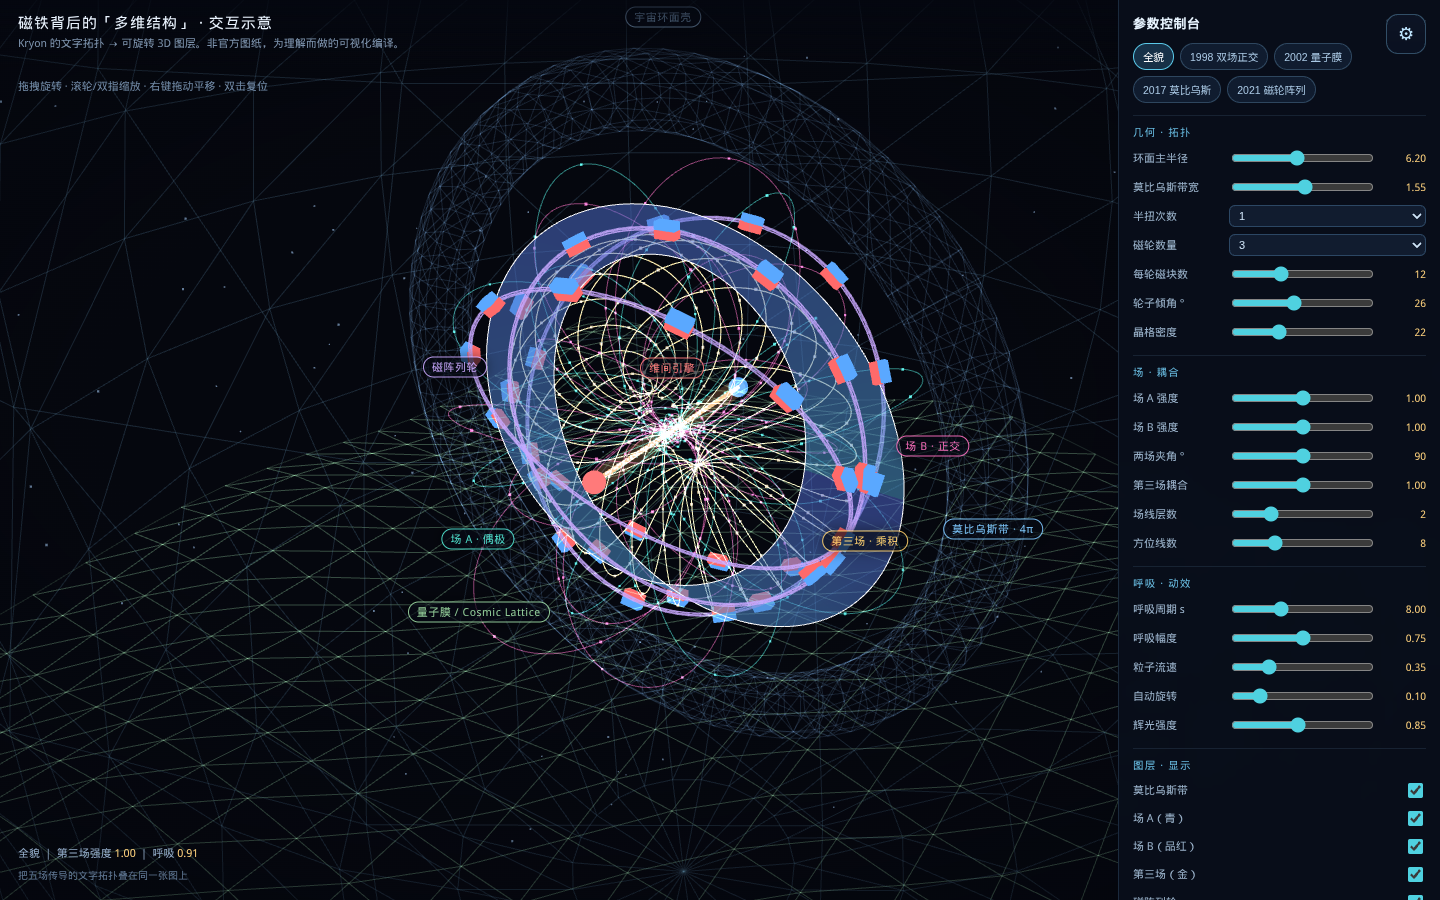 磁铁背后的「多维结构」· 交互示意
Kryon 的文字拓扑 → 可旋转 3D 图层。非官方图纸，为理解而做的可视化编译。
拖拽旋转 · 滚轮/双指缩放 · 右键拖动平移 · 双击复位
宇宙环面壳
磁阵列轮
维间引擎
场 B · 正交
莫比乌斯带 · 4π
场 A · 偶极
第三场 · 乘积
量子膜 / Cosmic Lattice
全貌 | 第三场强度 1.00 | 呼吸 0.91
把五场传导的文字拓扑叠在同一张图上
参数控制台
⚙
全貌
1998 双场正交
2002 量子膜
2017 莫比乌斯
2021 磁轮阵列
几何 · 拓扑
环面主半径 6.20
莫比乌斯带宽 1.55
半扭次数 1
磁轮数量 3
每轮磁块数 12
轮子倾角 ° 26
晶格密度 22
场 · 耦合
场 A 强度 1.00
场 B 强度 1.00
两场夹角 ° 90
第三场耦合 1.00
场线层数 2
方位线数 8
呼吸 · 动效
呼吸周期 s 8.00
呼吸幅度 0.75
粒子流速 0.35
自动旋转 0.10
辉光强度 0.85
图层 · 显示
莫比乌斯带
场 A（青）
场 B（品红）
第三场（金）